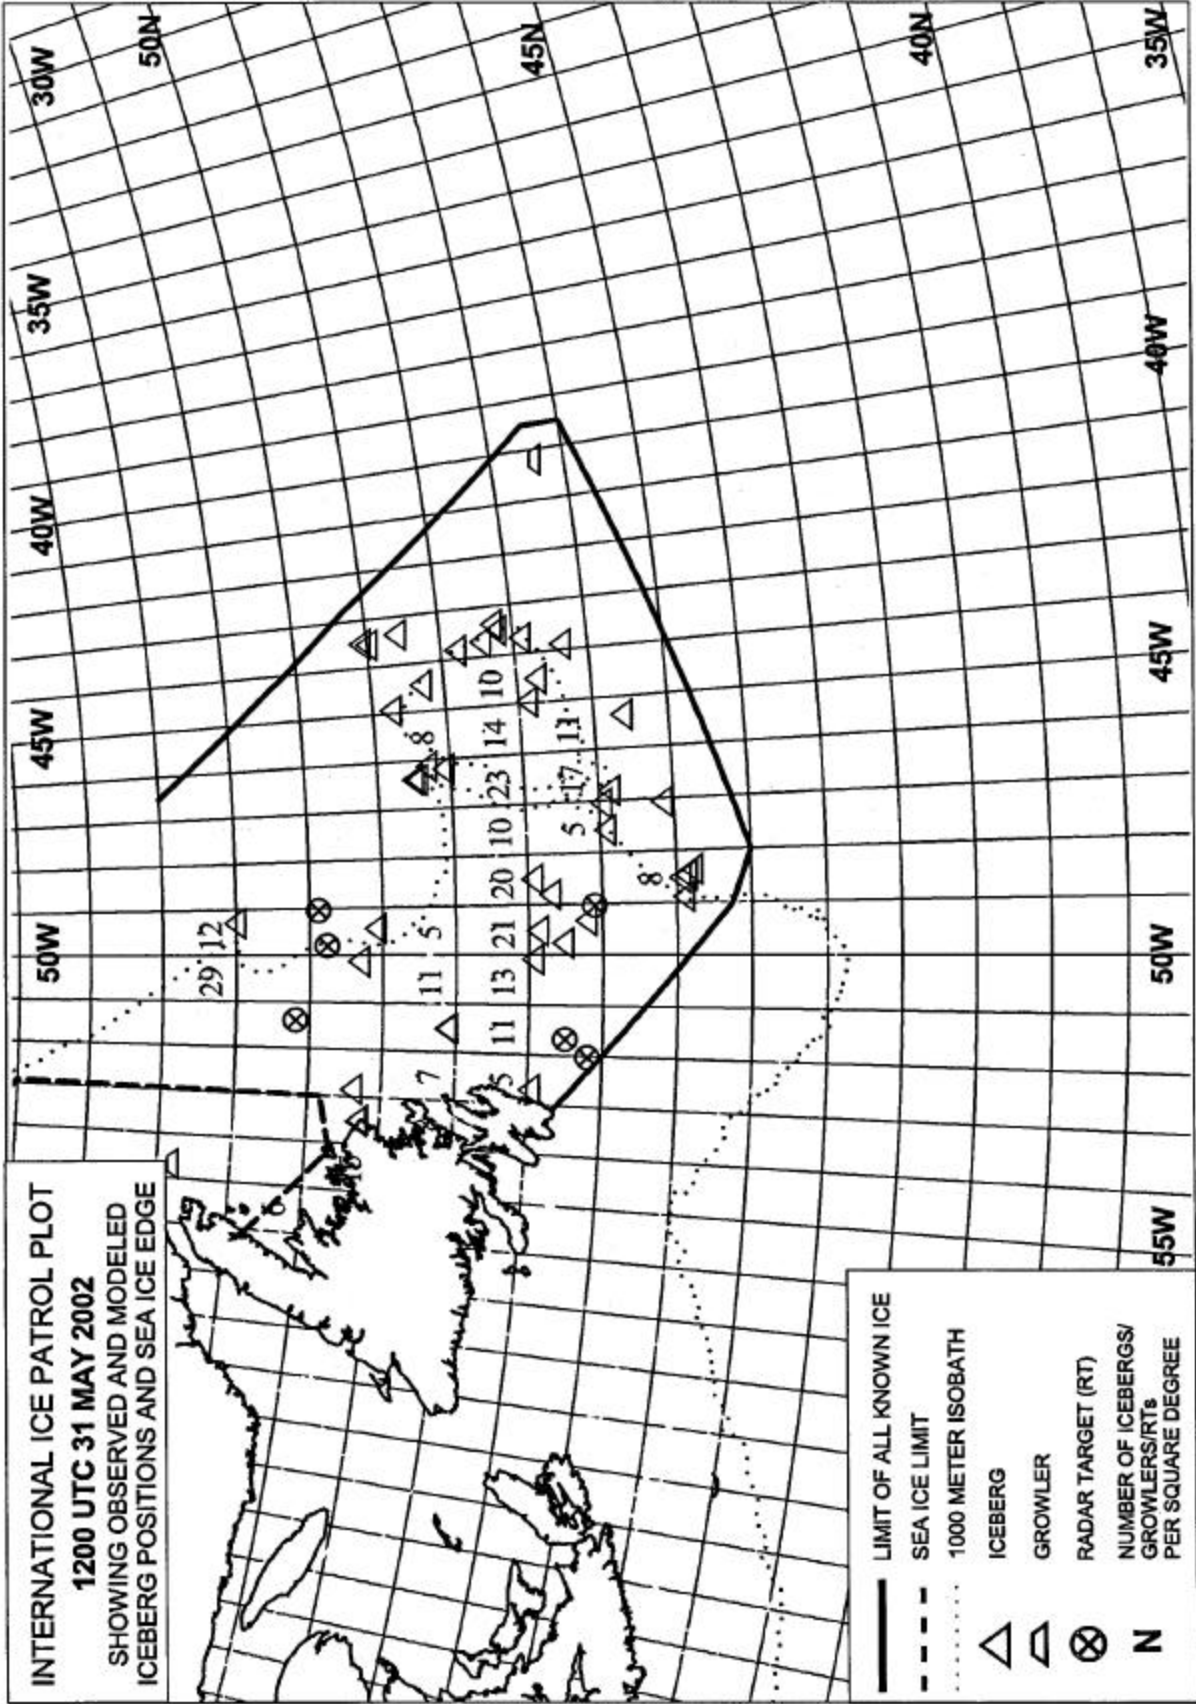 INTERNATIONAL ICE PATROL PLOT
1200 UTC 31 MAY 2002
SHOWING OBSERVED AND MODELED
ICEBERG POSITIONS AND SEA ICE EDGE
50W
45W
40W
35W
30W
50N
45N
40N
35W
40W
45W
50W
55W
29 12
6
16
7 11 5 8
5 11 13 21 20 10 23 14 10
5 17 11
8
LIMIT OF ALL KNOWN ICE
SEA ICE LIMIT
1000 METER ISOBATH
ICEBERG
GROWLER
RADAR TARGET (RT)
N NUMBER OF ICEBERGS/
GROWLERS/RTs
PER SQUARE DEGREE